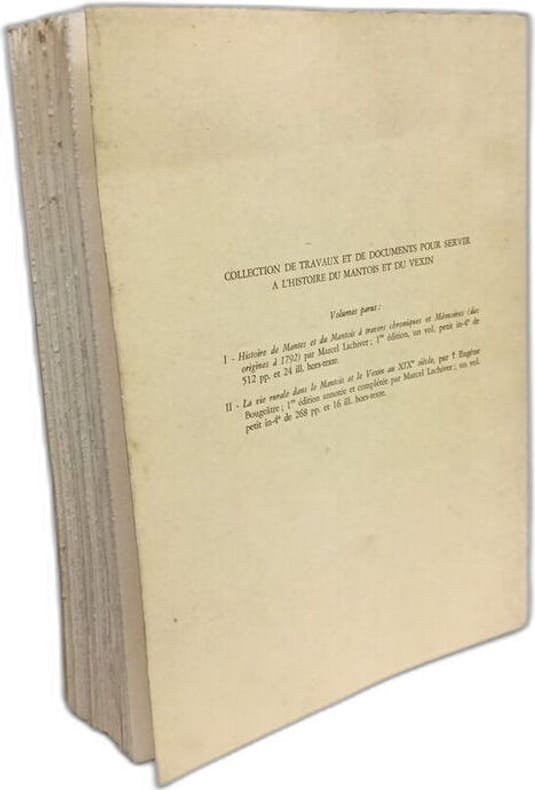 COLLECTION DE TRAVAUX ET DE DOCUMENTS POUR SERVIR
A L'HISTOIRE DU MANTOIS ET DU VEXIN
Volumes parus :
I - Histoire de Mantes et du Mantois à travers chroniques et Mémoires (des
origines à 1792) par Marcel Lachiver ; 1re édition, un vol. petit in-4° de
512 pp. et 24 ill. hors-texte.
II - La vie rurale dans le Mantois et le Vexin au XIXe siècle, par † Eugène
Bougeâtre ; 1re édition annotée et complétée par Marcel Lachiver ; un vol.
petit in-4° de 268 pp. et 16 ill. hors-texte.